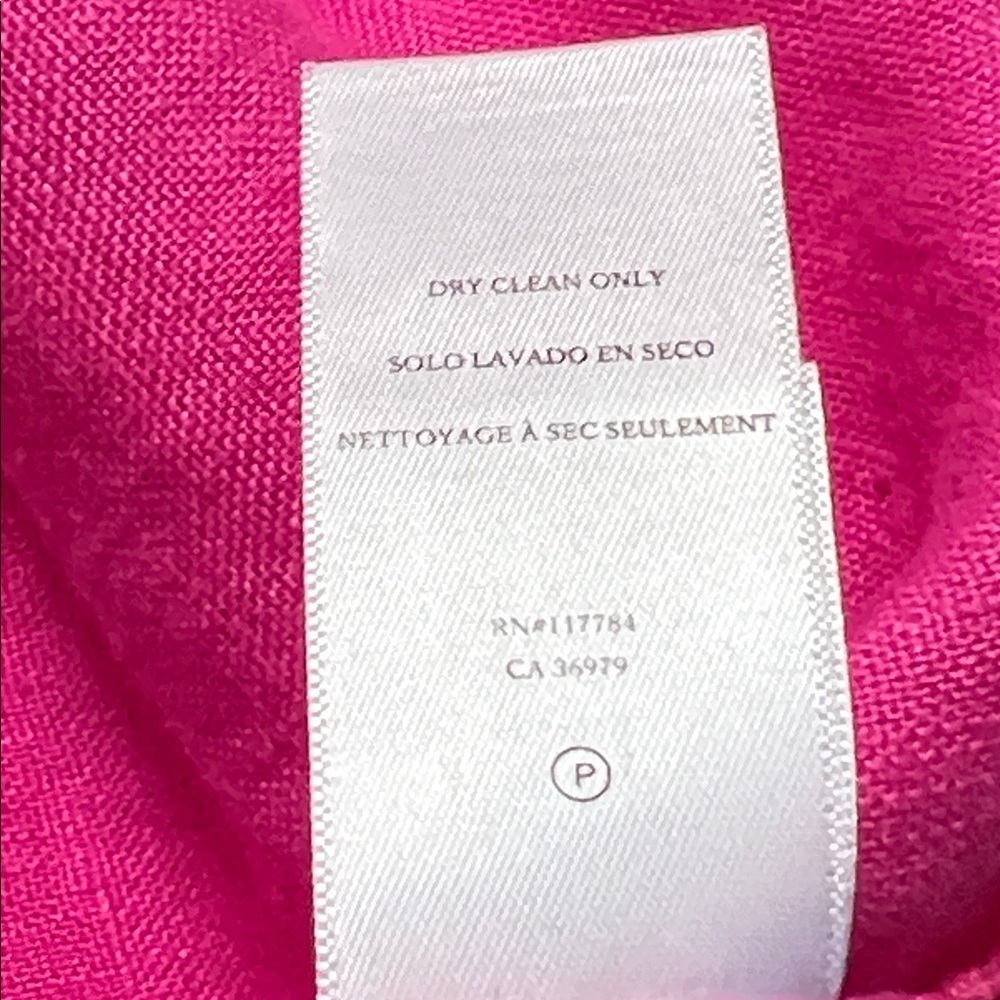 DRY CLEAN ONLY
SOLO LAVADO EN SECO
NETTOYAGE À SEC SEULEMENT
RN#117784
CA 36979
P